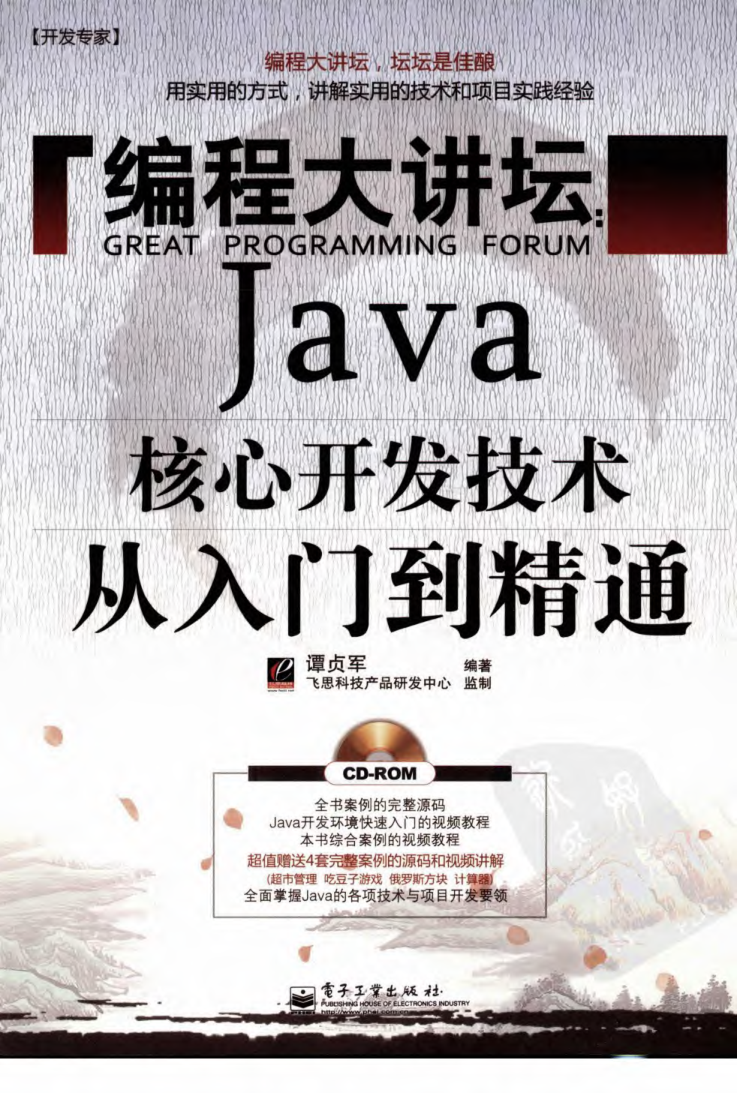 【开发专家】
编程大讲坛，坛坛是佳酿
用实用的方式，讲解实用的技术和项目实践经验
编程大讲坛：
GREAT PROGRAMMING FORUM
Java
核心开发技术
从入门到精通
谭贞军 编著
飞思科技产品研发中心 监制
CD-ROM
全书案例的完整源码
Java开发环境快速入门的视频教程
本书综合案例的视频教程
超值赠送4套完整案例的源码和视频讲解
(超市管理 吃豆子游戏 俄罗斯方块 计算器)
全面掌握Java的各项技术与项目开发要领
電子工業出版社·
PUBLISHING HOUSE OF ELECTRONICS INDUSTRY
http://www.phei.com.cn